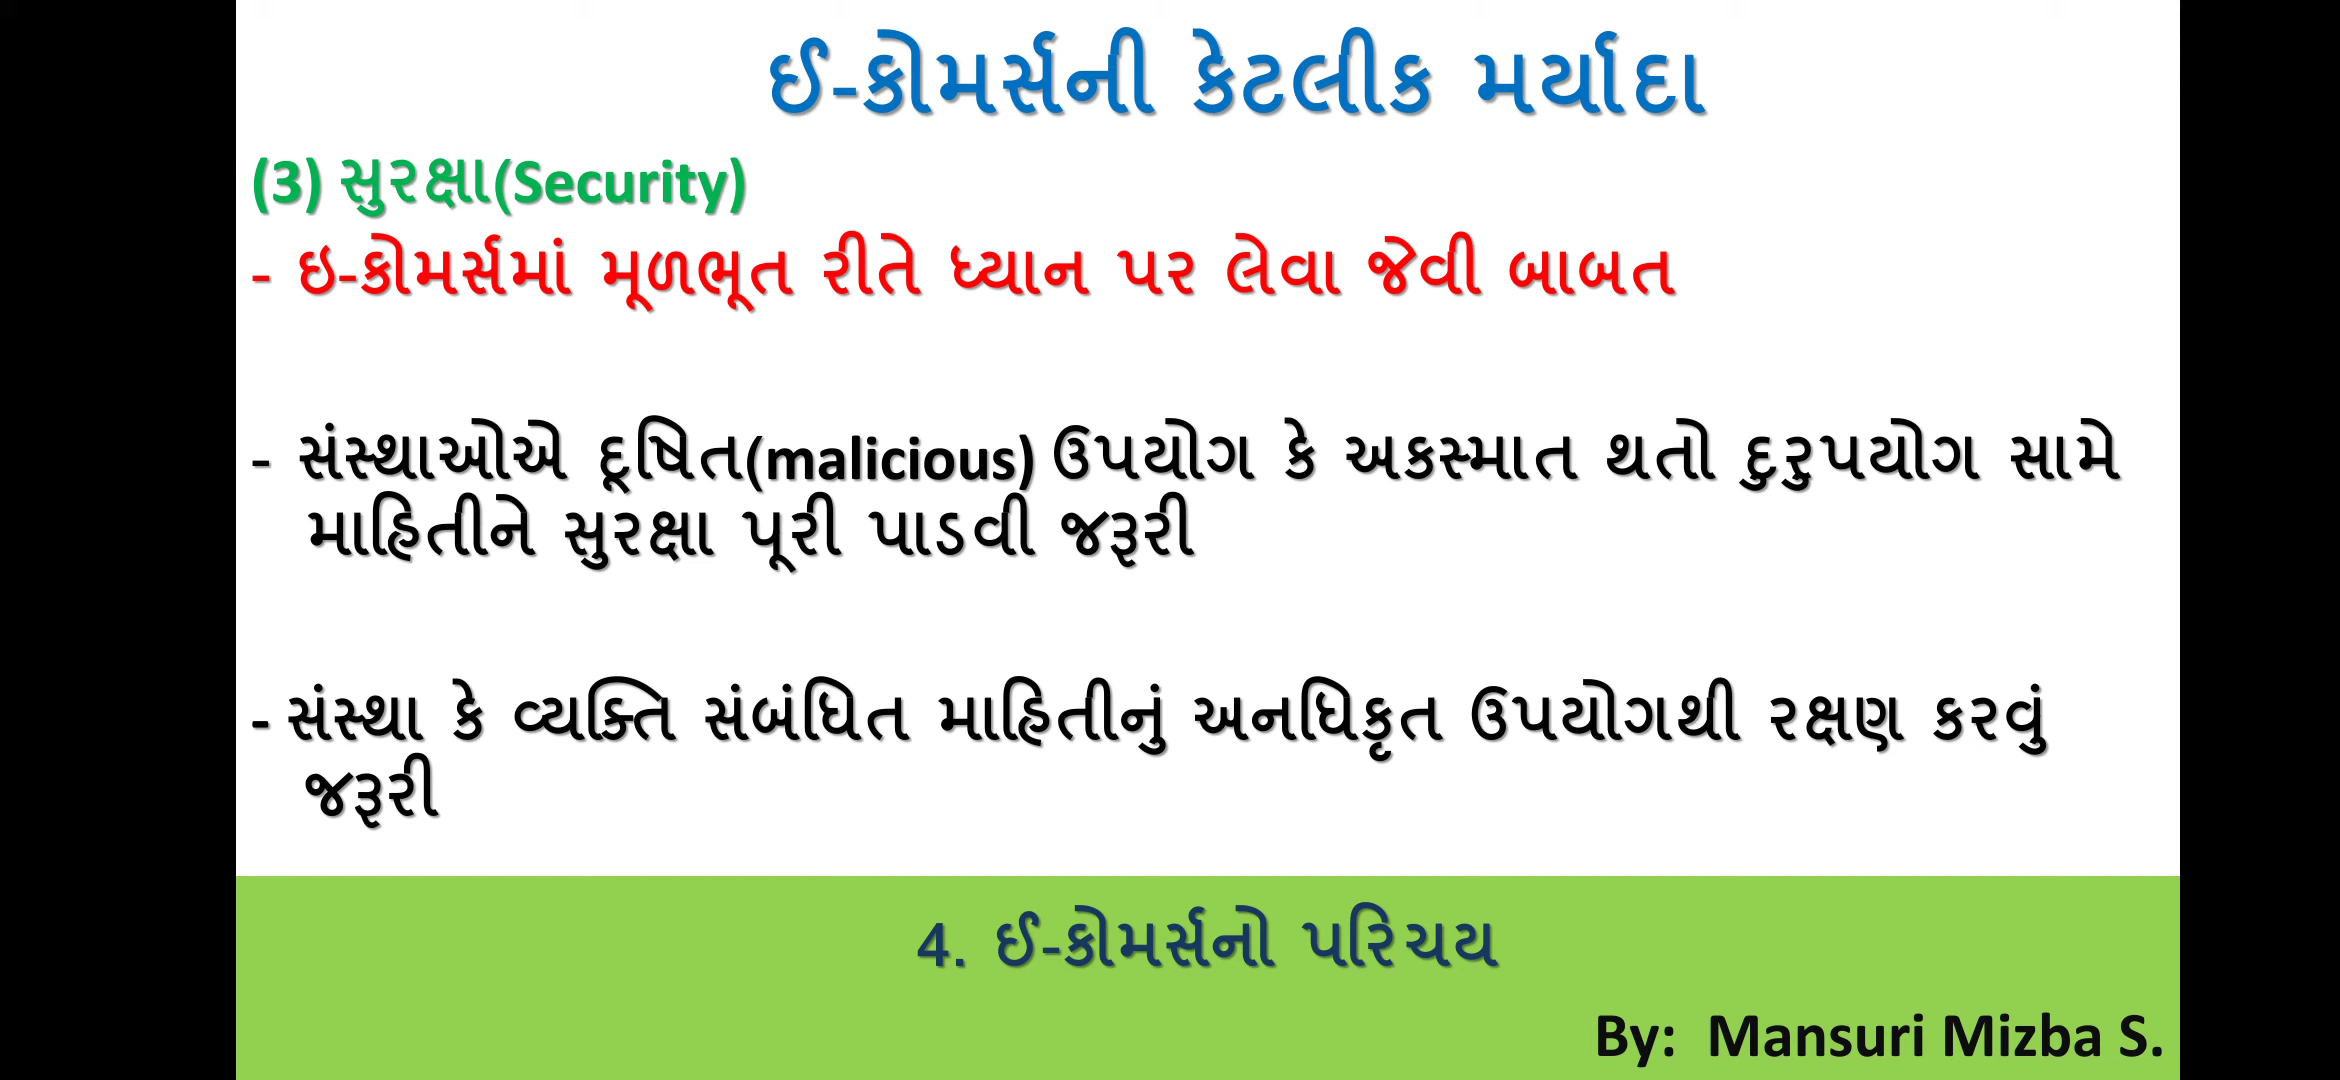 ઈ-કોમર્સની કેટલીક મર્યાદા
(3) સુરક્ષા(Security)
- ઇ-કોમર્સમાં મૂળભૂત રીતે ધ્યાન પર લેવા જેવી બાબત
- સંસ્થાઓએ દૂષિત(malicious) ઉપયોગ કે અકસ્માત થતો દુરુપયોગ સામે
માહિતીને સુરક્ષા પૂરી પાડવી જરૂરી
- સંસ્થા કે વ્યક્તિ સંબંધિત માહિતીનું અનધિકૃત ઉપયોગથી રક્ષણ કરવું
જરૂરી
4. ઈ-કોમર્સનો પરિચય
By: Mansuri Mizba S.